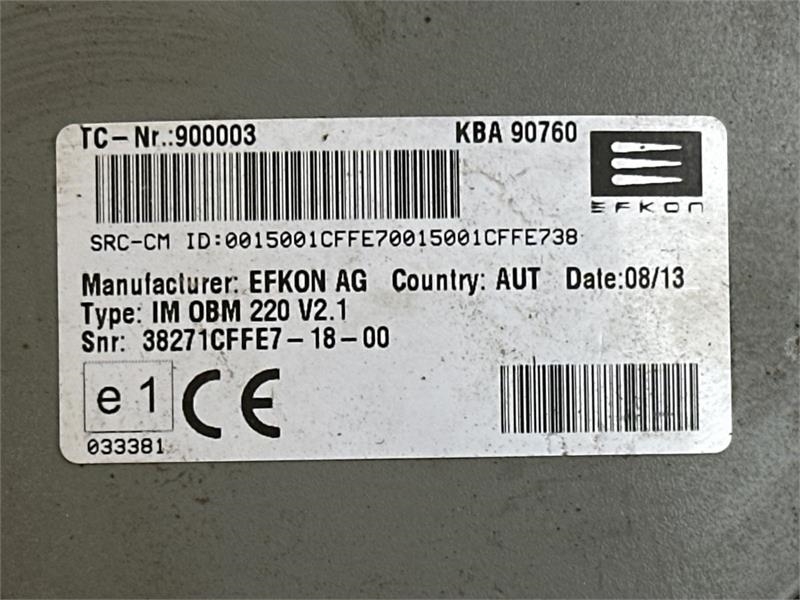 TC-Nr.:900003 KBA 90760
EFKON
SRC-CM ID:0015001CFFE70015001CFFE738
Manufacturer: EFKON AG Country: AUT Date:08/13
Type: IM OBM 220 V2.1
Snr: 38271CFFE7-18-00
e1 CE
033381